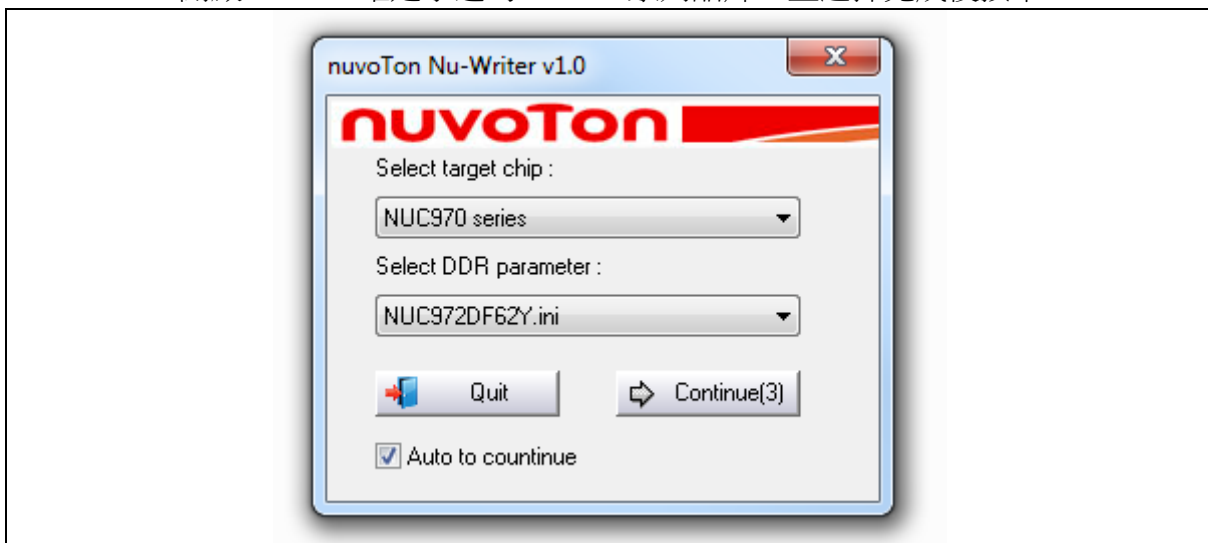 nuvoTon Nu-Writer v1.0
nuvoTon
Select target chip :
NUC970 series
Select DDR parameter :
NUC972DF62Y.ini
Quit
Continue(3)
Auto to countinue